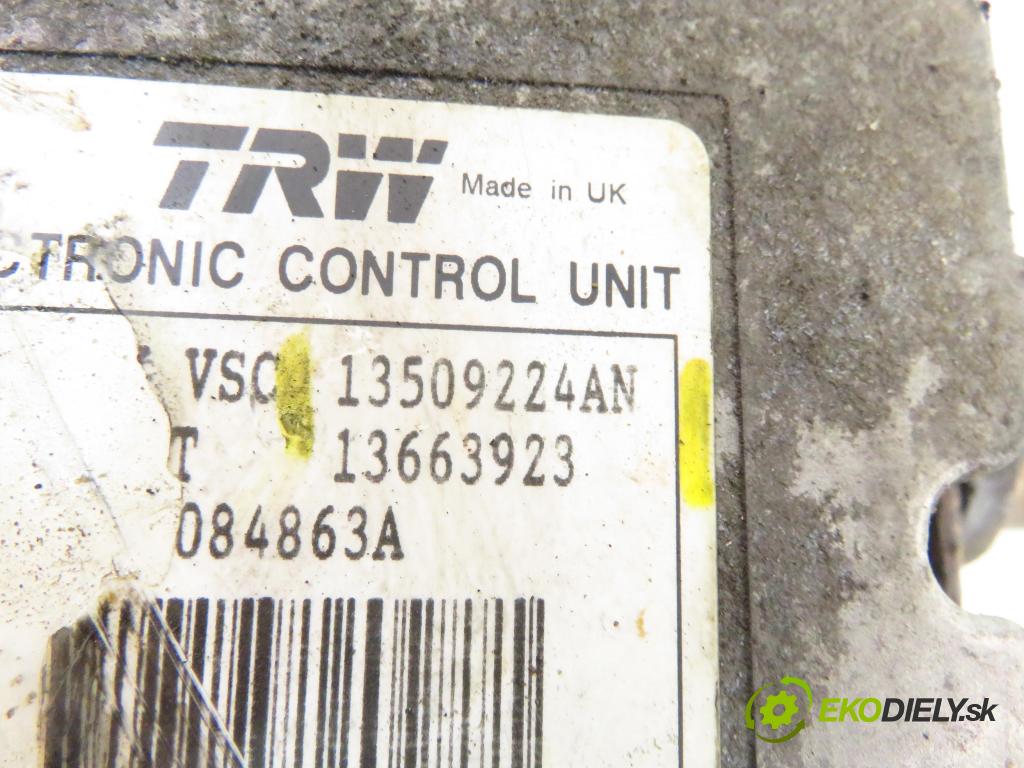 TRW Made in UK
CTRONIC CONTROL UNIT
VSC 13509224AN
T 13663923
084863A
EKODIELY.sk